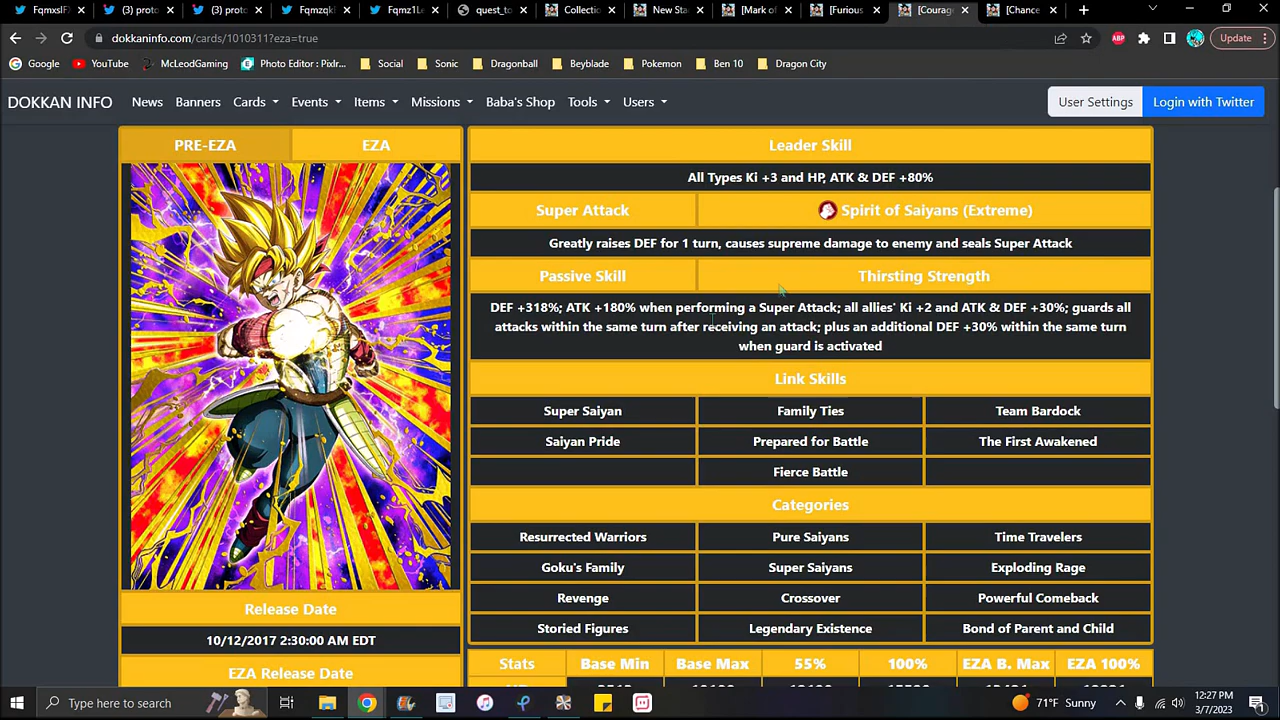 FqmxslF
(3) proto
(3) proto
Fqmzqkl
Fqmz1Le
quest_to
Collectio
New Sta
[Mark of
[Furious
[Courage
[Chance
dokkaninfo.com/cards/1010311?eza=true
ABP
Update
Google
YouTube
McLeodGaming
Photo Editor : Pixlr...
Social
Sonic
Dragonball
Beyblade
Pokemon
Ben 10
Dragon City
DOKKAN INFO
News
Banners
Cards
Events
Items
Missions
Baba's Shop
Tools
Users
User Settings
Login with Twitter
PRE-EZA
EZA
Leader Skill
All Types Ki +3 and HP, ATK & DEF +80%
Super Attack
Spirit of Saiyans (Extreme)
Greatly raises DEF for 1 turn, causes supreme damage to enemy and seals Super Attack
Passive Skill
Thirsting Strength
DEF +318%; ATK +180% when performing a Super Attack; all allies' Ki +2 and ATK & DEF +30%; guards all
attacks within the same turn after receiving an attack; plus an additional DEF +30% within the same turn
when guard is activated
Link Skills
Super Saiyan
Family Ties
Team Bardock
Saiyan Pride
Prepared for Battle
The First Awakened
Fierce Battle
Categories
Resurrected Warriors
Pure Saiyans
Time Travelers
Goku's Family
Super Saiyans
Exploding Rage
Revenge
Crossover
Powerful Comeback
Storied Figures
Legendary Existence
Bond of Parent and Child
Release Date
10/12/2017 2:30:00 AM EDT
EZA Release Date
Stats
Base Min
Base Max
55%
100%
EZA B. Max
EZA 100%
Type here to search
71°F Sunny
12:27 PM
3/7/2023